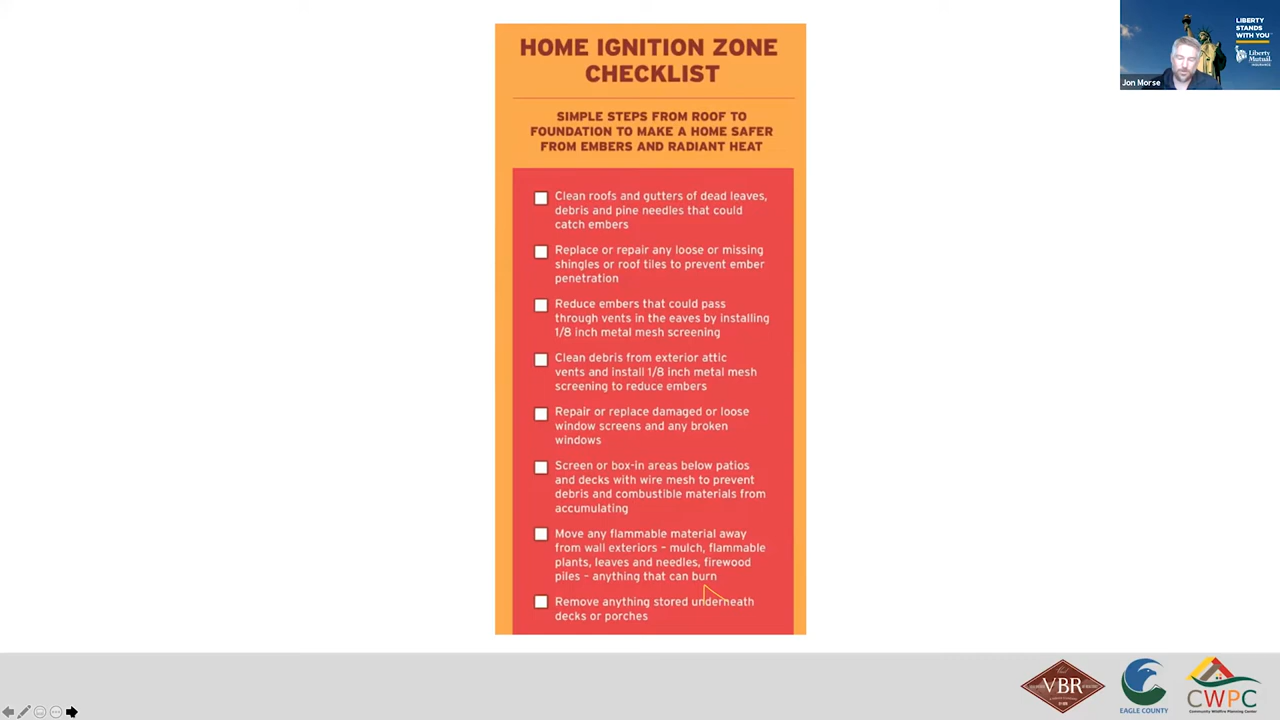 HOME IGNITION ZONE
CHECKLIST
SIMPLE STEPS FROM ROOF TO
FOUNDATION TO MAKE A HOME SAFER
FROM EMBERS AND RADIANT HEAT
Clean roofs and gutters of dead leaves,
debris and pine needles that could
catch embers
Replace or repair any loose or missing
shingles or roof tiles to prevent ember
penetration
Reduce embers that could pass
through vents in the eaves by installing
1/8 inch metal mesh screening
Clean debris from exterior attic
vents and install 1/8 inch metal mesh
screening to reduce embers
Repair or replace damaged or loose
window screens and any broken
windows
Screen or box-in areas below patios
and decks with wire mesh to prevent
debris and combustible materials from
accumulating
Move any flammable material away
from wall exteriors – mulch, flammable
plants, leaves and needles, firewood
piles – anything that can burn
Remove anything stored underneath
decks or porches
LIBERTY
STANDS
WITH YOU
Liberty
Mutual
INSURANCE
Jon Morse
VBR
EAGLE COUNTY
CWPC
Community Wildfire Planning Center